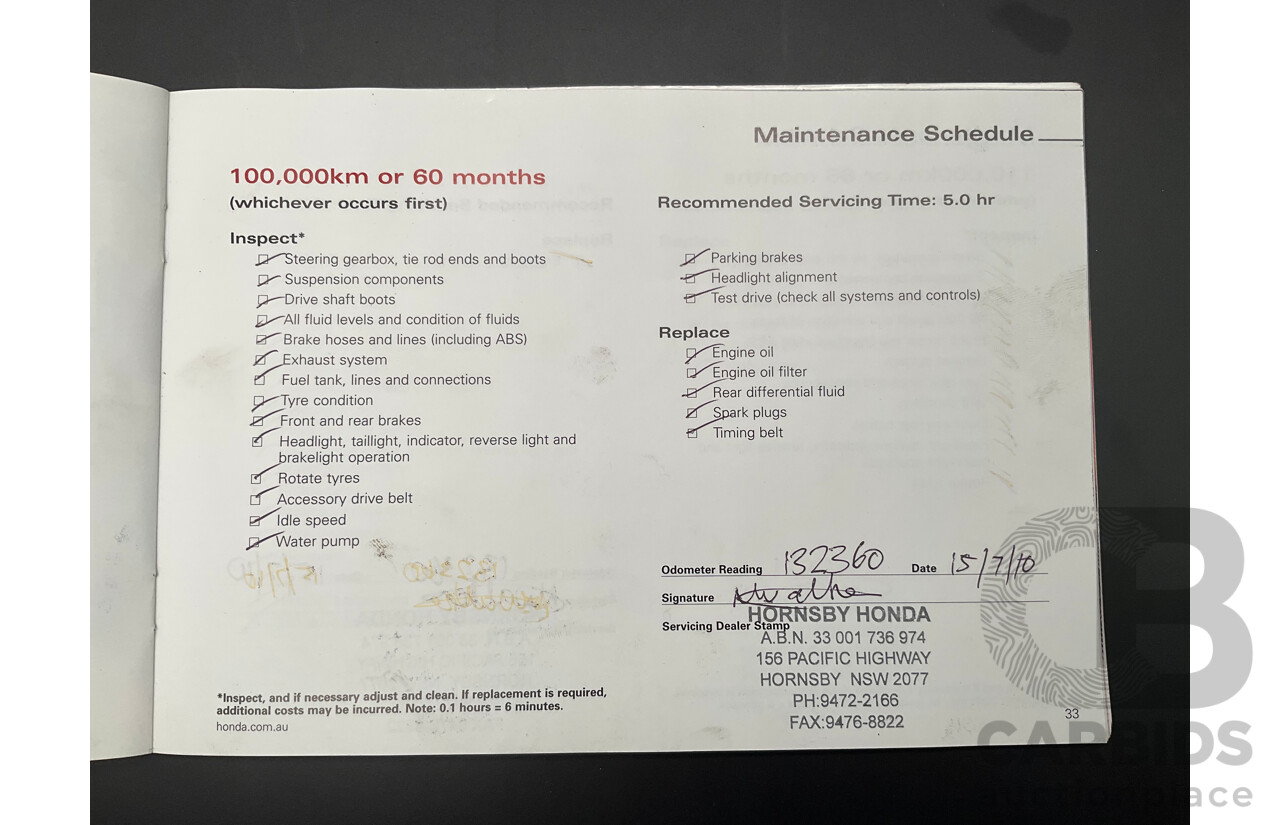 Maintenance Schedule
100,000km or 60 months
(whichever occurs first)
Inspect*
Steering gearbox, tie rod ends and boots
Suspension components
Drive shaft boots
All fluid levels and condition of fluids
Brake hoses and lines (including ABS)
Exhaust system
Fuel tank, lines and connections
Tyre condition
Front and rear brakes
Headlight, taillight, indicator, reverse light and
brakelight operation
Rotate tyres
Accessory drive belt
Idle speed
Water pump
*Inspect, and if necessary adjust and clean. If replacement is required,
additional costs may be incurred. Note: 0.1 hours = 6 minutes.
honda.com.au
Recommended Servicing Time: 5.0 hr
Parking brakes
Headlight alignment
Test drive (check all systems and controls)
Replace
Engine oil
Engine oil filter
Rear differential fluid
Spark plugs
Timing belt
Odometer Reading 132360 Date 15/7/10
Signature
Servicing Dealer Stamp
HORNSBY HONDA
A.B.N. 33 001 736 974
156 PACIFIC HIGHWAY
HORNSBY NSW 2077
PH:9472-2166
FAX:9476-8822
33
CARBIDS
auctionplace